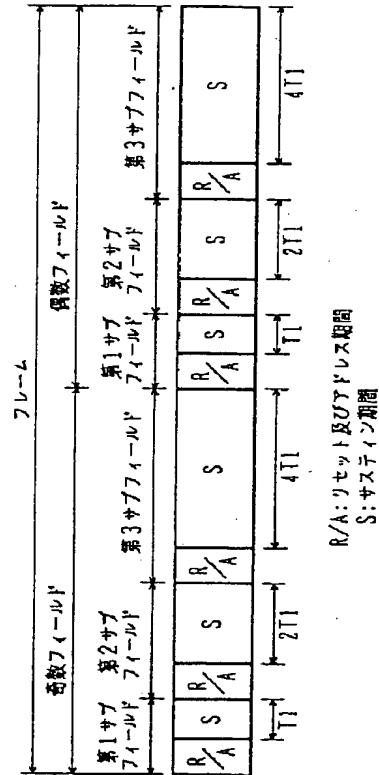 フレーム
奇数フィールド
偶数フィールド
第1サブ
フィールド
第2サブ
フィールド
第3サブフィールド
第1サブ
フィールド
第2サブ
フィールド
第3サブフィールド
R/A
S
R/A
S
R/A
S
R/A
S
R/A
S
R/A
S
T1
2T1
4T1
T1
2T1
4T1
R/A:リセット及びアドレス期間
S:サスティン期間